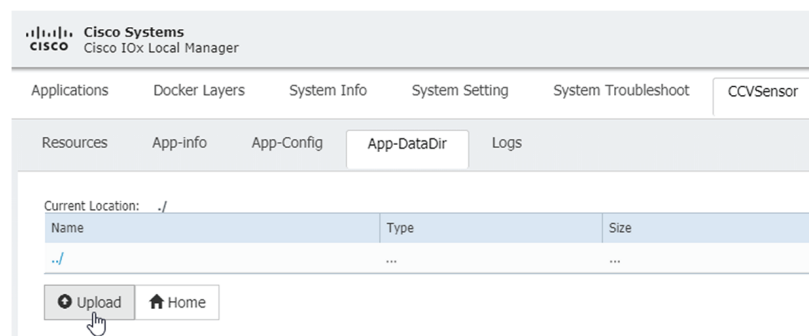 Cisco Systems
CISCO Cisco IOx Local Manager
Applications Docker Layers System Info System Setting System Troubleshoot CCVSensor
Resources App-info App-Config App-DataDir Logs
Current Location: ./
Name Type Size
../ ... ...
Upload Home